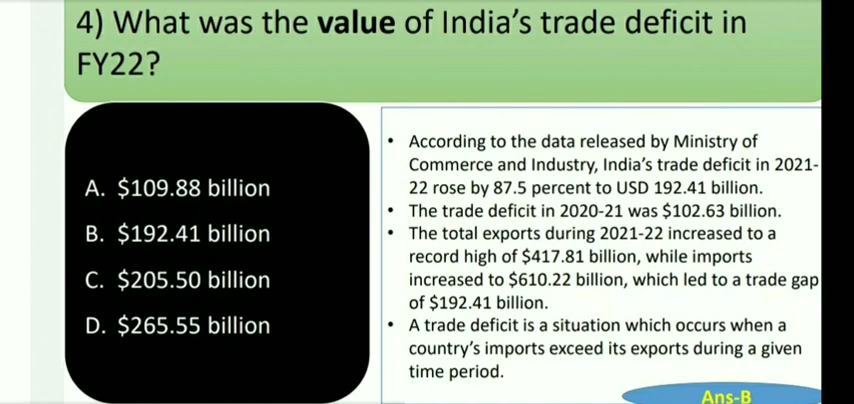 4) What was the value of India’s trade deficit in
FY22?
A. $109.88 billion
B. $192.41 billion
C. $205.50 billion
D. $265.55 billion
• According to the data released by Ministry of
Commerce and Industry, India’s trade deficit in 2021-
22 rose by 87.5 percent to USD 192.41 billion.
• The trade deficit in 2020-21 was $102.63 billion.
• The total exports during 2021-22 increased to a
record high of $417.81 billion, while imports
increased to $610.22 billion, which led to a trade gap
of $192.41 billion.
• A trade deficit is a situation which occurs when a
country’s imports exceed its exports during a given
time period.
Ans-B